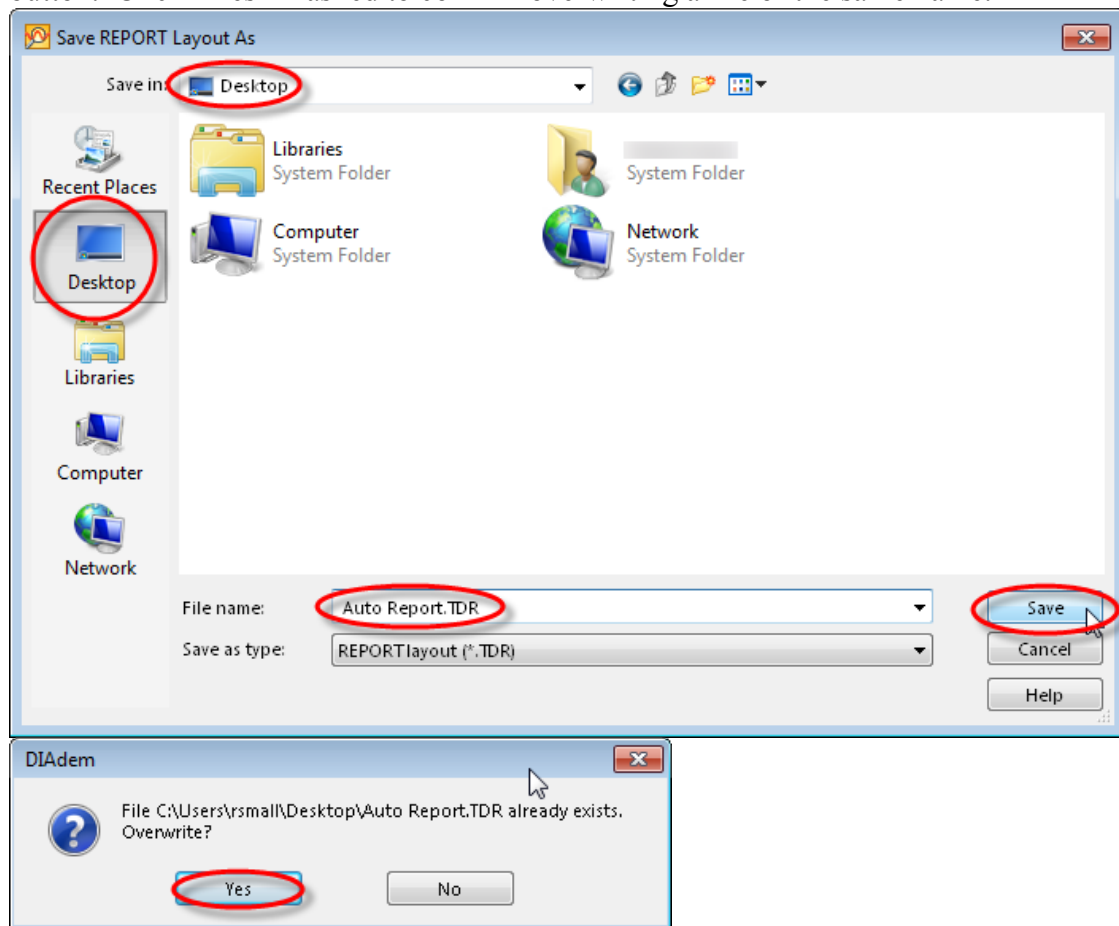 Save REPORT Layout As
Save in:
Desktop
Recent Places
Desktop
Libraries
Computer
Network
Libraries
System Folder
System Folder
Computer
System Folder
Network
System Folder
File name:
Auto Report.TDR
Save
Save as type:
REPORT layout (*.TDR)
Cancel
Help
DIAdem
File C:\Users\rsmall\Desktop\Auto Report.TDR already exists.
Overwrite?
Yes
No